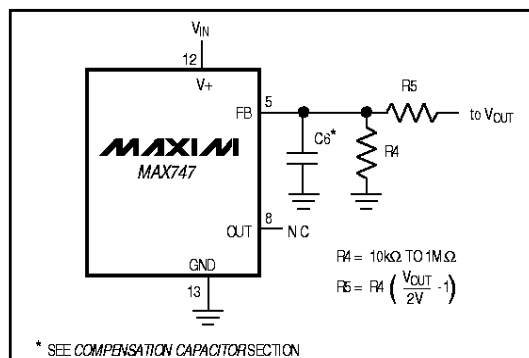 VIN
12
V+
FB
5
R5
to VOUT
C6*
R4
MAXIM
MAX747
OUT
8
N C
GND
13
R4 = 10kΩ TO 1MΩ
R5 = R4 ( VOUT / 2V - 1 )
* SEE COMPENSATION CAPACITOR SECTION